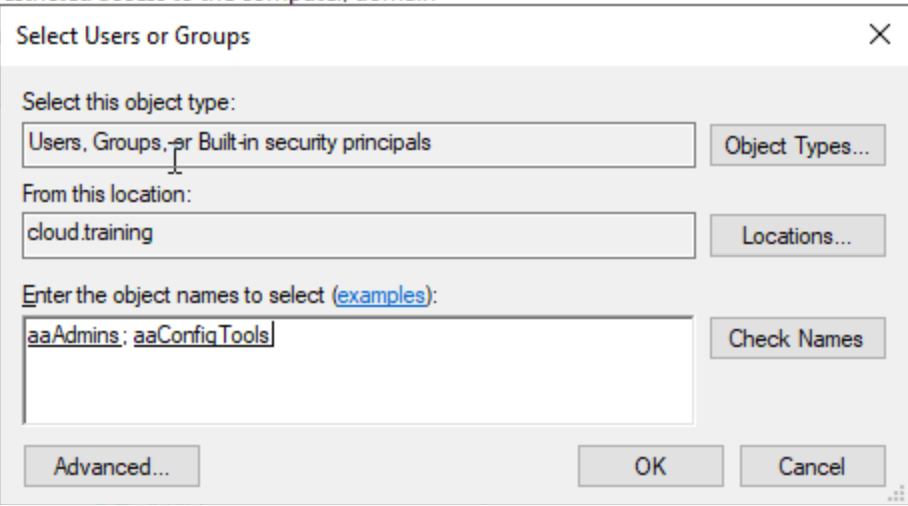 Select Users or Groups
Select this object type:
Users, Groups, or Built-in security principals
Object Types...
From this location:
cloud.training
Locations...
Enter the object names to select (examples):
aaAdmins; aaConfigTools
Check Names
Advanced...
OK
Cancel